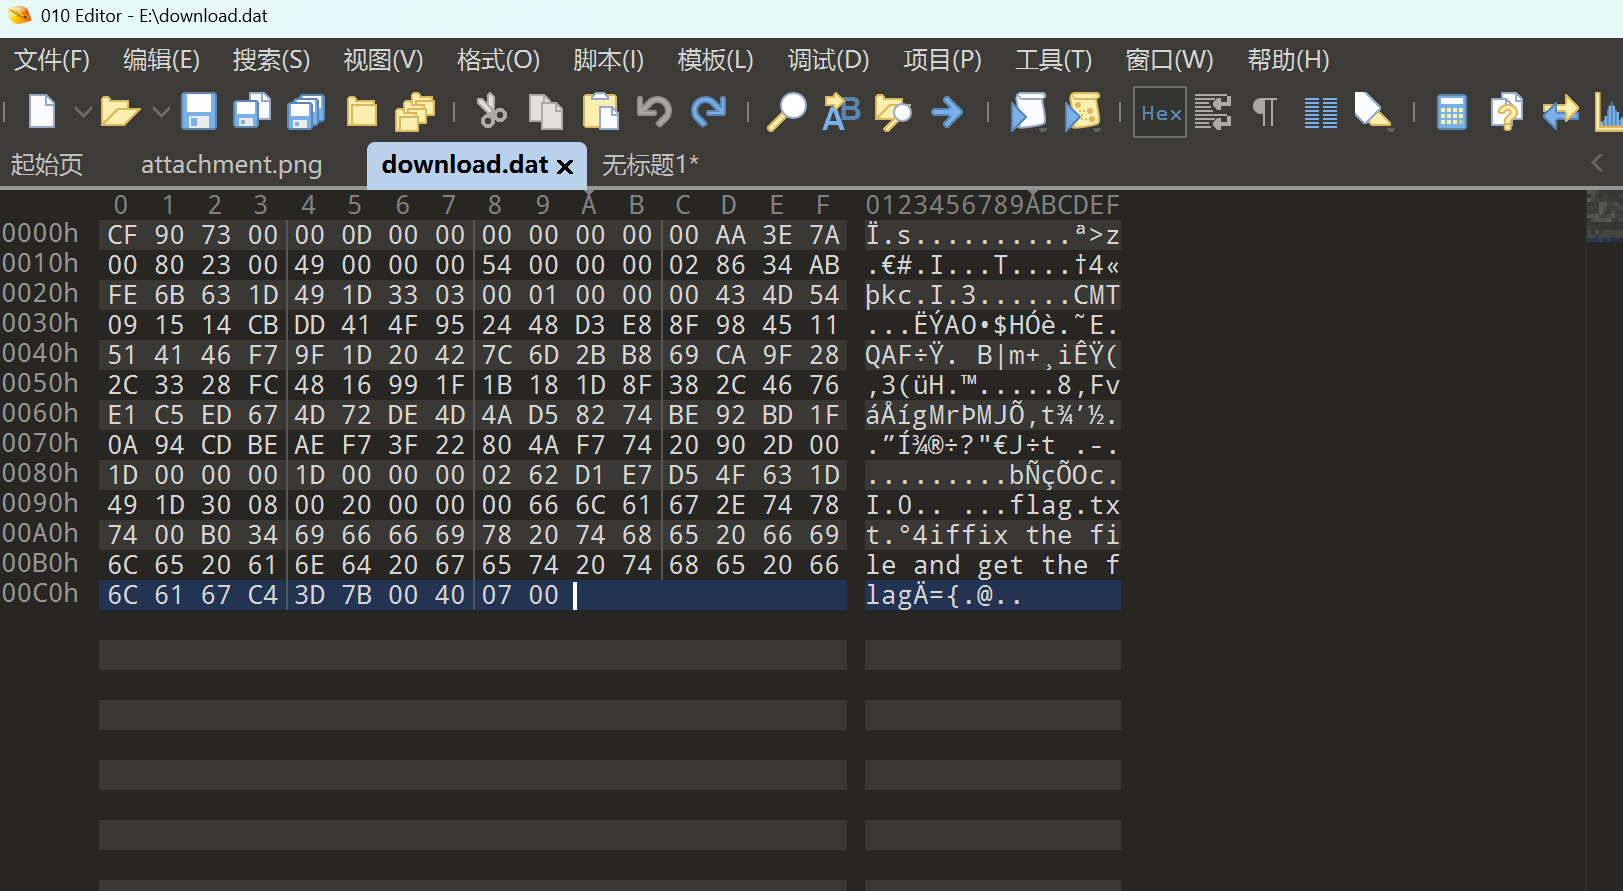 010 Editor - E:\download.dat
文件(F) 编辑(E) 搜索(S) 视图(V) 格式(O) 脚本(I) 模板(L) 调试(D) 项目(P) 工具(T) 窗口(W) 帮助(H)
Hex
起始页 attachment.png download.dat × 无标题1*
0 1 2 3 4 5 6 7 8 9 A B C D E F 0123456789ABCDEF
0000h CF 90 73 00 00 0D 00 00 00 00 00 00 00 AA 3E 7A Ï.s..........ª>z
0010h 00 80 23 00 49 00 00 00 54 00 00 00 02 86 34 AB .€#.I...T....†4«
0020h FE 6B 63 1D 49 1D 33 03 00 01 00 00 00 43 4D 54 þkc.I.3......CMT
0030h 09 15 14 CB DD 41 4F 95 24 48 D3 E8 8F 98 45 11 ...ËÝAO•$HÓè.˜E.
0040h 51 41 46 F7 9F 1D 20 42 7C 6D 2B B8 69 CA 9F 28 QAF÷Ÿ. B|m+¸iÊŸ(
0050h 2C 33 28 FC 48 16 99 1F 1B 18 1D 8F 38 2C 46 76 ,3(üH.™.....8,Fv
0060h E1 C5 ED 67 4D 72 DE 4D 4A D5 82 74 BE 92 BD 1F áÅígMrÞMJÕ‚t¾’½.
0070h 0A 94 CD BE AE F7 3F 22 80 4A F7 74 20 90 2D 00 .”Í¾®÷?"€J÷t .-.
0080h 1D 00 00 00 1D 00 00 00 02 62 D1 E7 D5 4F 63 1D .........bÑçÕOc.
0090h 49 1D 30 08 00 20 00 00 00 66 6C 61 67 2E 74 78 I.0.. ...flag.tx
00A0h 74 00 B0 34 69 66 66 69 78 20 74 68 65 20 66 69 t.°4iffix the fi
00B0h 6C 65 20 61 6E 64 20 67 65 74 20 74 68 65 20 66 le and get the f
00C0h 6C 61 67 C4 3D 7B 00 40 07 00 lagÄ={.@..